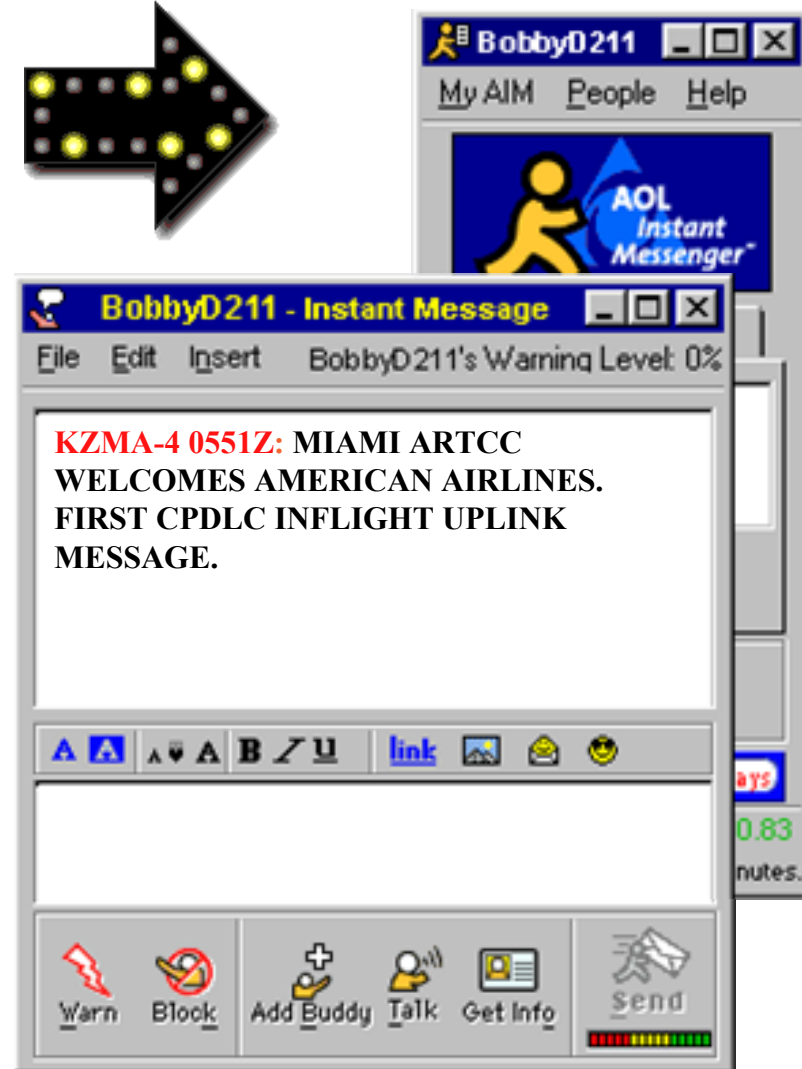 BobbyD211
My AIM People Help
AOL
Instant
Messenger
BobbyD211 - Instant Message
File Edit Insert BobbyD211's Warning Level: 0%
KZMA-4 0551Z: MIAMI ARTCC
WELCOMES AMERICAN AIRLINES.
FIRST CPDLC INFLIGHT UPLINK
MESSAGE.
A A A A B I U link
ays
0.83
nutes.
Warn Block Add Buddy Talk Get Info Send